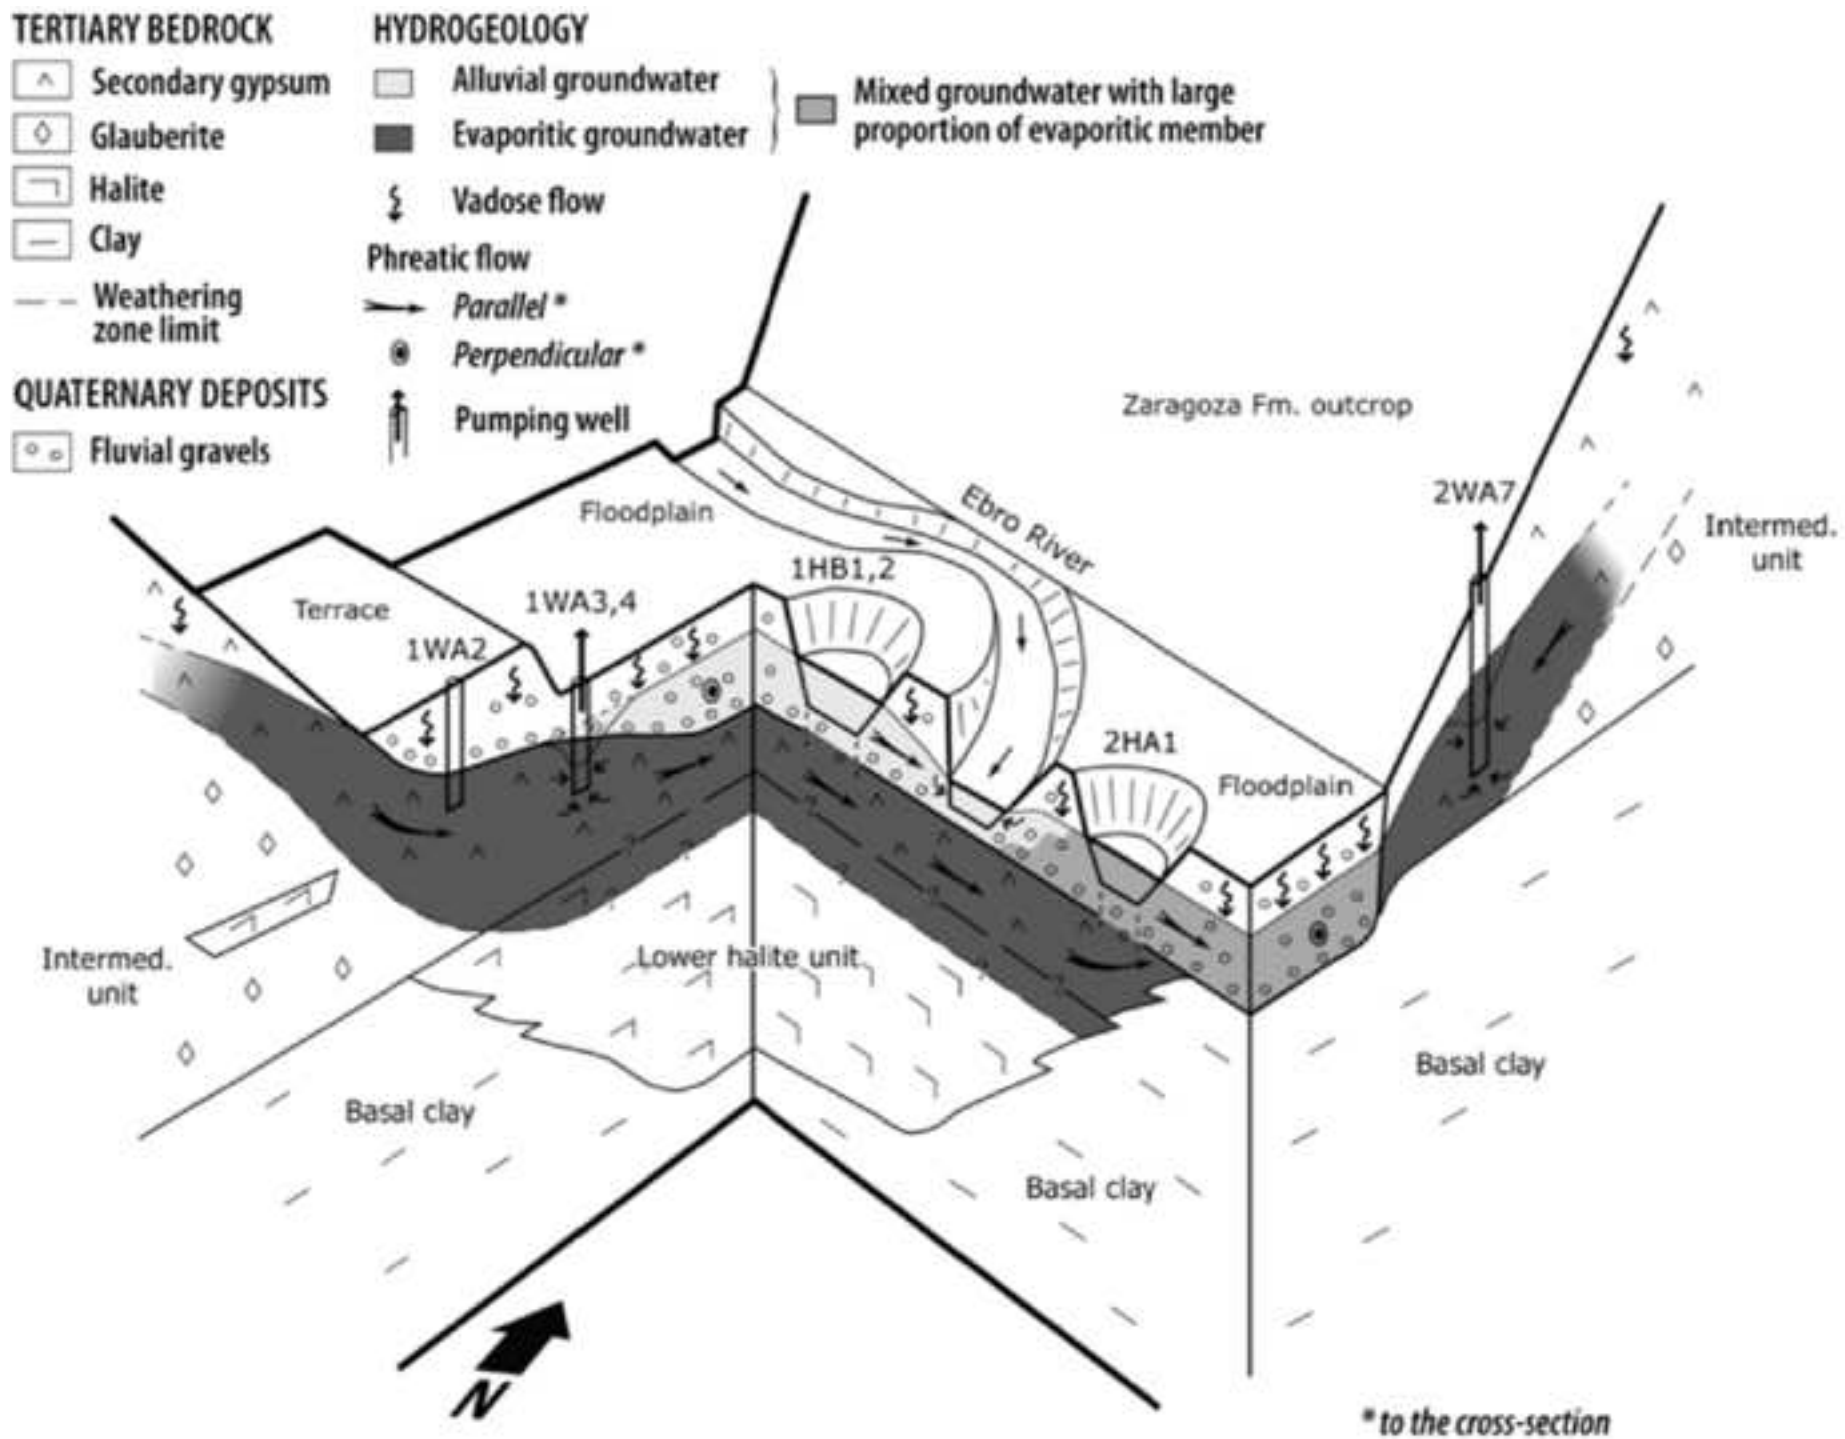 TERTIARY BEDROCK
Secondary gypsum
Glauberite
Halite
Clay
Weathering
zone limit
QUATERNARY DEPOSITS
Fluvial gravels
HYDROGEOLOGY
Alluvial groundwater
Evaporitic groundwater
Mixed groundwater with large
proportion of evaporitic member
Vadose flow
Phreatic flow
Parallel *
Perpendicular *
Pumping well
Zaragoza Fm. outcrop
Ebro River
Floodplain
2WA7
Intermed.
unit
1HB1,2
Terrace
1WA3,4
1WA2
2HA1
Floodplain
Intermed.
unit
Lower halite unit
Basal clay
Basal clay
Basal clay
N
* to the cross-section